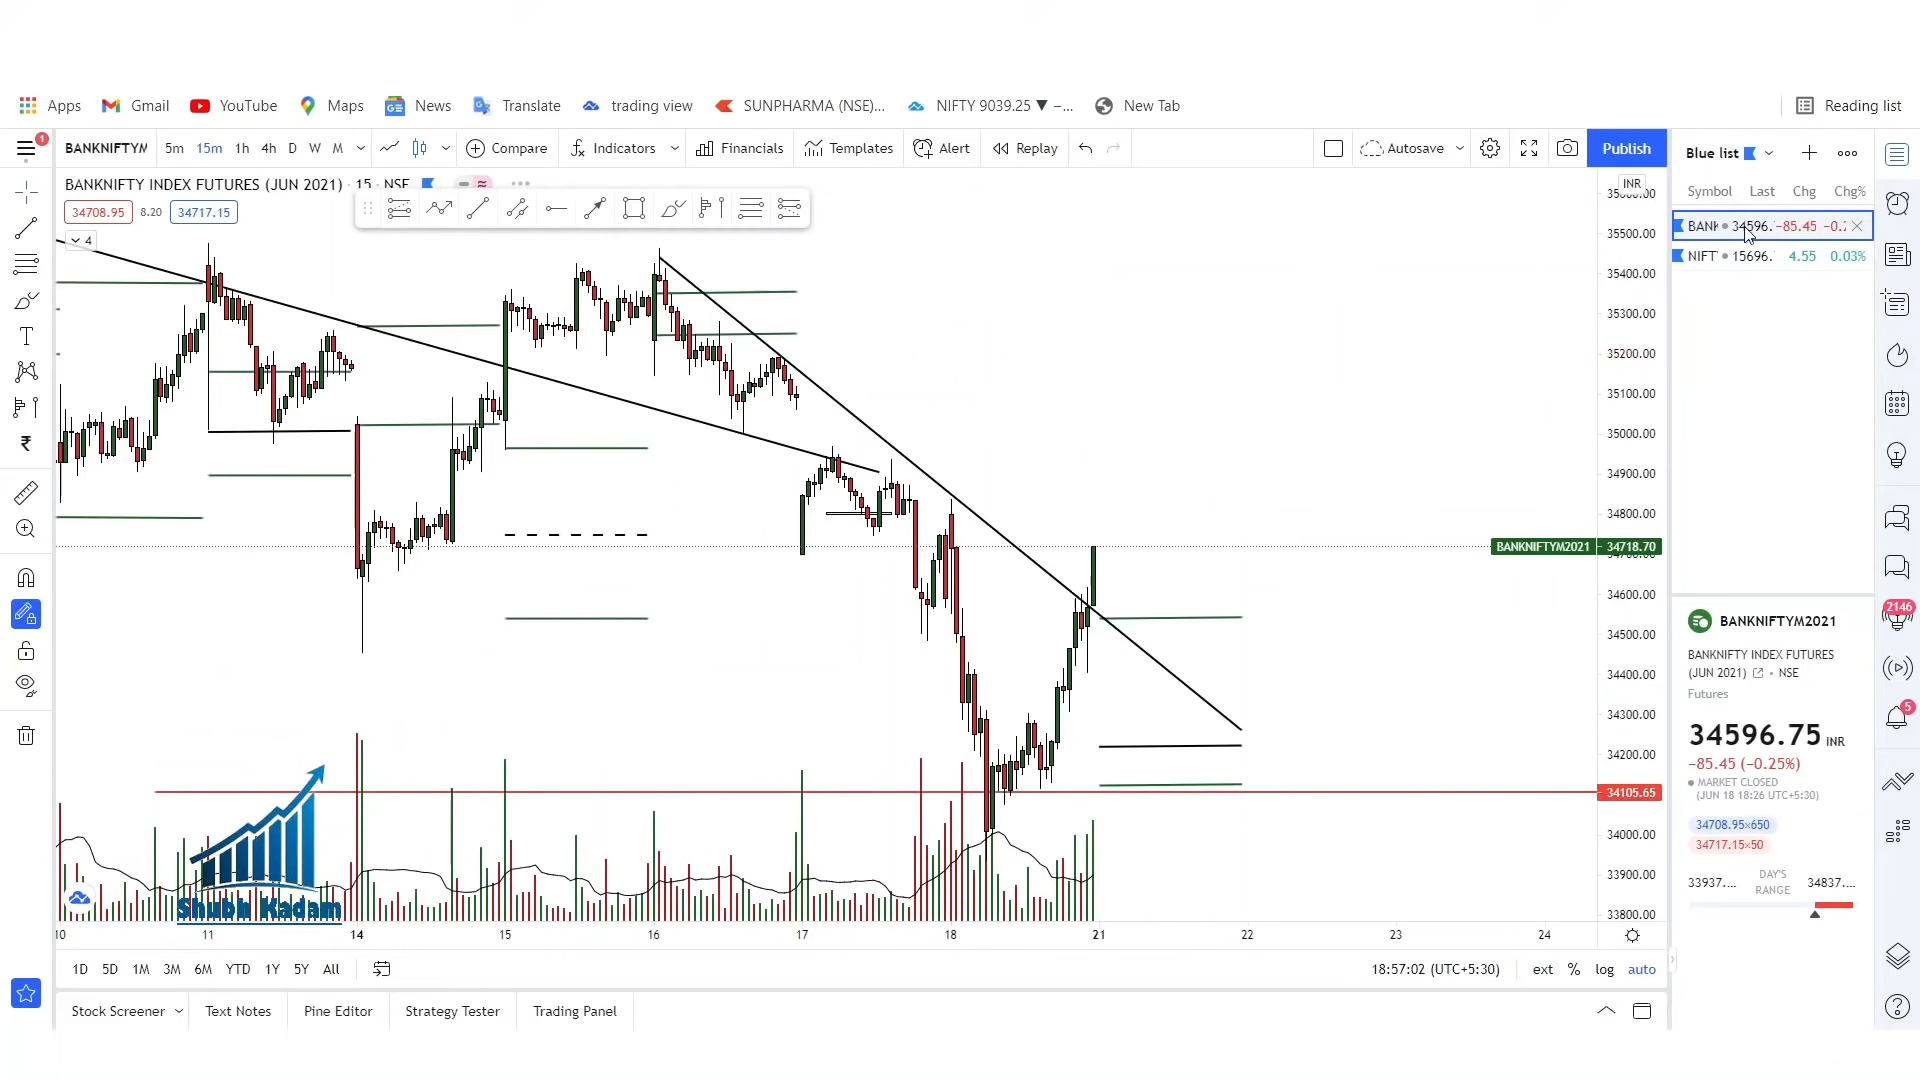 Apps Gmail YouTube Maps News Translate trading view SUNPHARMA (NSE)... NIFTY 9039.25 ▼ −... New Tab Reading list
1 BANKNIFTYM 5m 15m 1h 4h D W M Compare Indicators Financials Templates Alert Replay Autosave Publish
Blue list
BANKNIFTY INDEX FUTURES (JUN 2021) · 15 · NSE
34708.95 8.20 34717.15
4
INR
Symbol Last Chg Chg%
BANK 34596. −85.45 −0.2
NIFT 15696. 4.55 0.03%
35500.00
35400.00
35300.00
35200.00
35100.00
35000.00
34900.00
34800.00
BANKNIFTYM2021 34718.70
34600.00
34500.00
34400.00
34300.00
34200.00
34105.65
34000.00
33900.00
33800.00
Shubh Kadam
10 11 14 15 16 17 18 21 22 23 24
BANKNIFTYM2021
BANKNIFTY INDEX FUTURES
(JUN 2021) • NSE
Futures
34596.75 INR
−85.45 (−0.25%)
MARKET CLOSED
(JUN 18 18:26 UTC+5:30)
34708.95×650
34717.15×50
33937.... DAY'S RANGE 34837....
2146
5
1D 5D 1M 3M 6M YTD 1Y 5Y All 18:57:02 (UTC+5:30) ext % log auto
Stock Screener Text Notes Pine Editor Strategy Tester Trading Panel